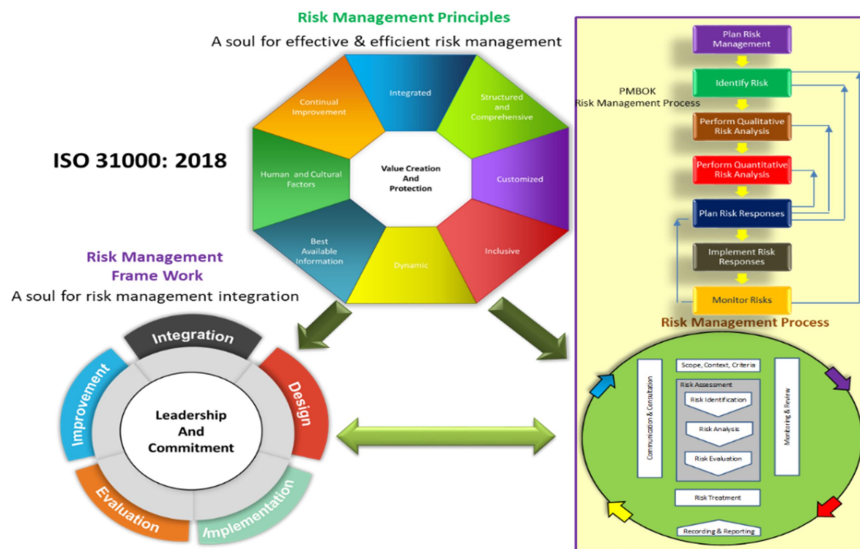 Risk Management Principles
A soul for effective & efficient risk management
Integrated
Structured and
Comprehensive
Customized
Inclusive
Dynamic
Best
Available
Information
Human and Cultural
Factors
Continual
Improvement
Value Creation
And
Protection
ISO 31000: 2018
Risk Management
Frame Work
A soul for risk management integration
Integration
Design
Implementation
Evaluation
Improvement
Leadership
And
Commitment
PMBOK
Risk Management Process
Plan Risk
Management
Identify Risk
Perform Qualitative
Risk Analysis
Perform Quantitative
Risk Analysis
Plan Risk Responses
Implement Risk
Responses
Monitor Risks
Risk Management Process
Scope, Context, Criteria
Communication & Consultation
Risk Assessment
Risk Identification
Risk Analysis
Risk Evaluation
Monitoring & Review
Risk Treatment
Recording & Reporting